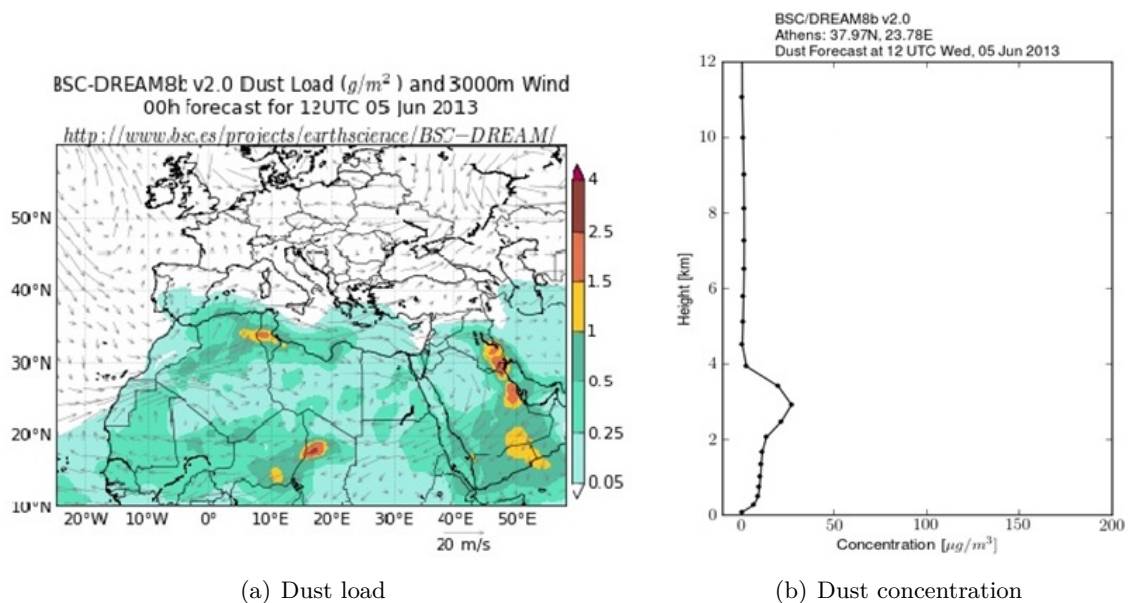 BSC-DREAM8b v2.0 Dust Load (g/m²) and 3000m Wind
00h forecast for 12UTC 05 Jun 2013
http://www.bsc.es/projects/earthscience/BSC-DREAM/
50°N
40°N
30°N
20°N
10°N
20°W 10°W 0° 10°E 20°E 30°E 40°E 50°E
20 m/s
4
2.5
1.5
1
0.5
0.25
0.05
(a) Dust load
BSC/DREAM8b v2.0
Athens: 37.97N, 23.78E
Dust Forecast at 12 UTC Wed, 05 Jun 2013
12
10
8
6
4
2
0
Height [km]
0 50 100 150 200
Concentration [μg/m³]
(b) Dust concentration